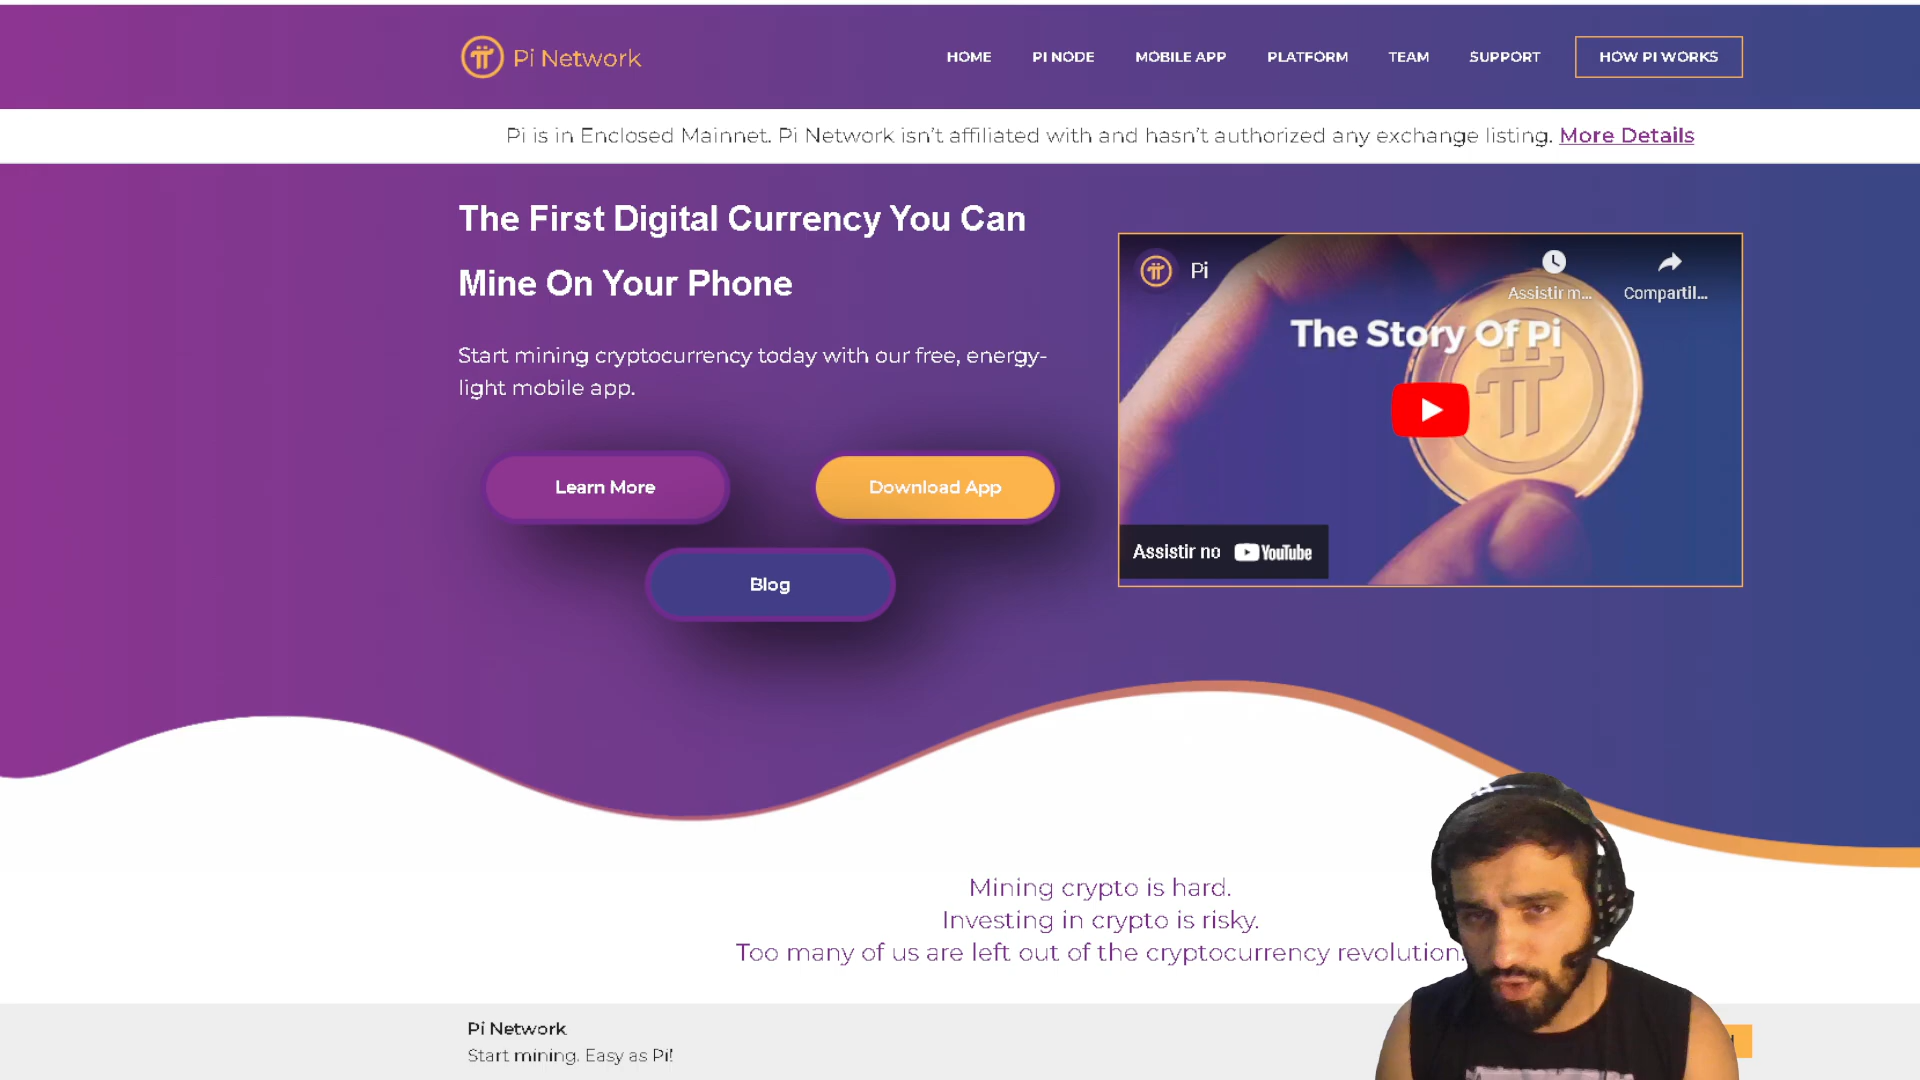 Pi Network
HOME
PI NODE
MOBILE APP
PLATFORM
TEAM
SUPPORT
HOW PI WORKS
Pi is in Enclosed Mainnet. Pi Network isn't affiliated with and hasn't authorized any exchange listing. More Details
The First Digital Currency You Can
Mine On Your Phone
Start mining cryptocurrency today with our free, energy-
light mobile app.
Learn More
Download App
Blog
Pi
Assistir m...
Compartil...
The Story Of Pi
Assistir no YouTube
Mining crypto is hard.
Investing in crypto is risky.
Too many of us are left out of the cryptocurrency revolution.
Pi Network
Start mining. Easy as Pi!